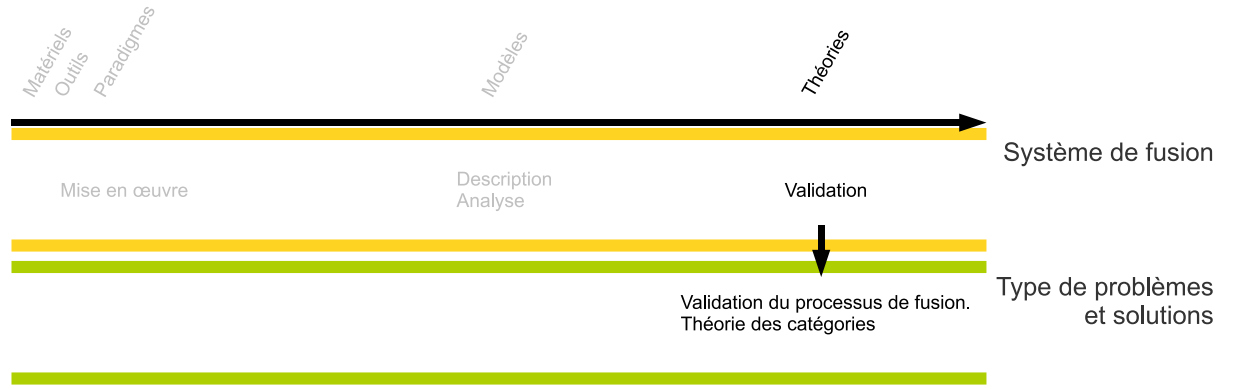 Matériels
Outils
Paradigmes
Modèles
Théories
Système de fusion
Mise en œuvre
Description
Analyse
Validation
Type de problèmes
et solutions
Validation du processus de fusion.
Théorie des catégories